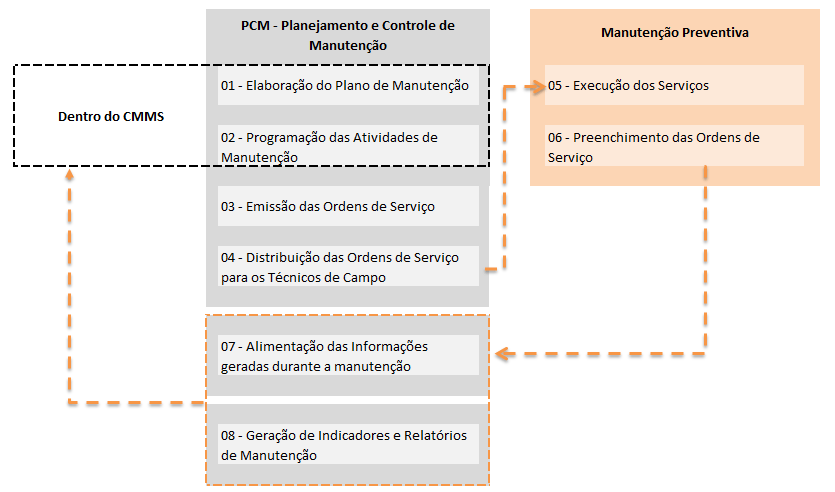 PCM - Planejamento e Controle de
Manutenção
01 - Elaboração do Plano de Manutenção
Dentro do CMMS
02 - Programação das Atividades de
Manutenção
03 - Emissão das Ordens de Serviço
04 - Distribuição das Ordens de Serviço
para os Técnicos de Campo
Manutenção Preventiva
05 - Execução dos Serviços
06 - Preenchimento das Ordens de
Serviço
07 - Alimentação das Informações
geradas durante a manutenção
08 - Geração de Indicadores e Relatórios
de Manutenção